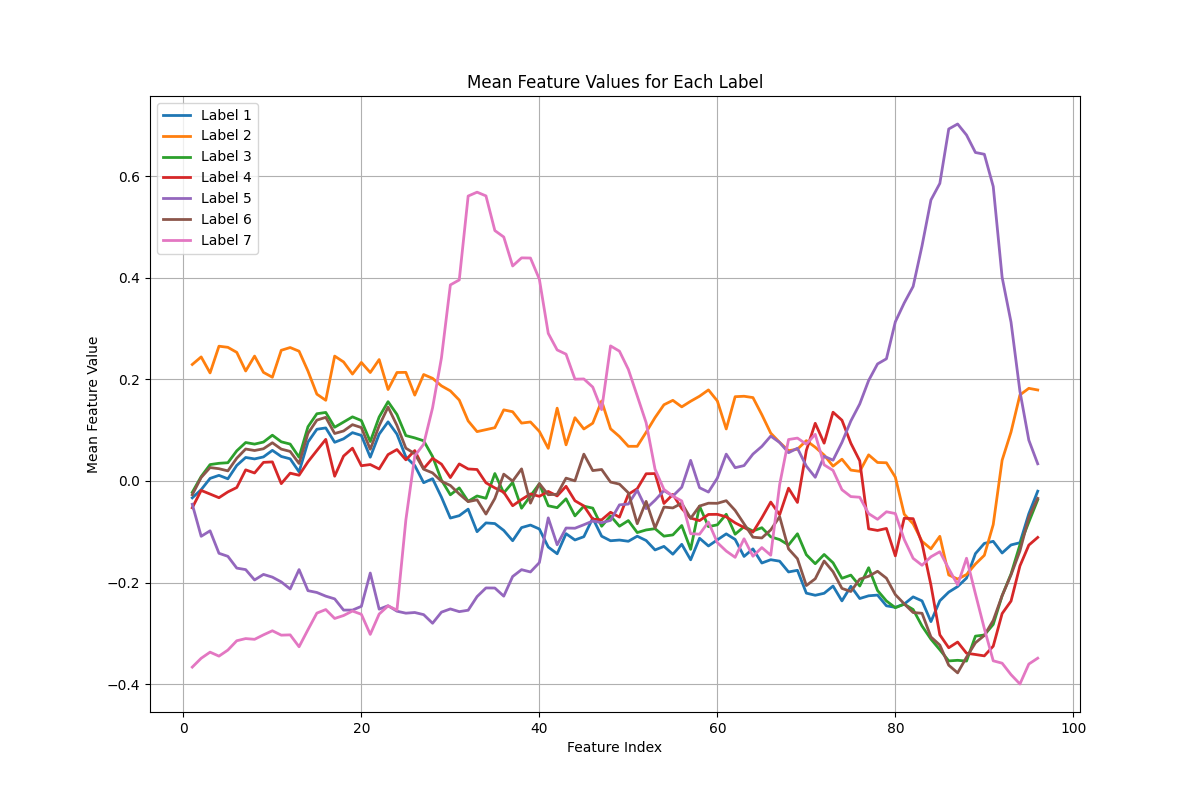 Mean Feature Values for Each Label
Label 1
Label 2
Label 3
Label 4
Label 5
Label 6
Label 7
Mean Feature Value
0.6
0.4
0.2
0.0
−0.2
−0.4
0 20 40 60 80 100
Feature Index